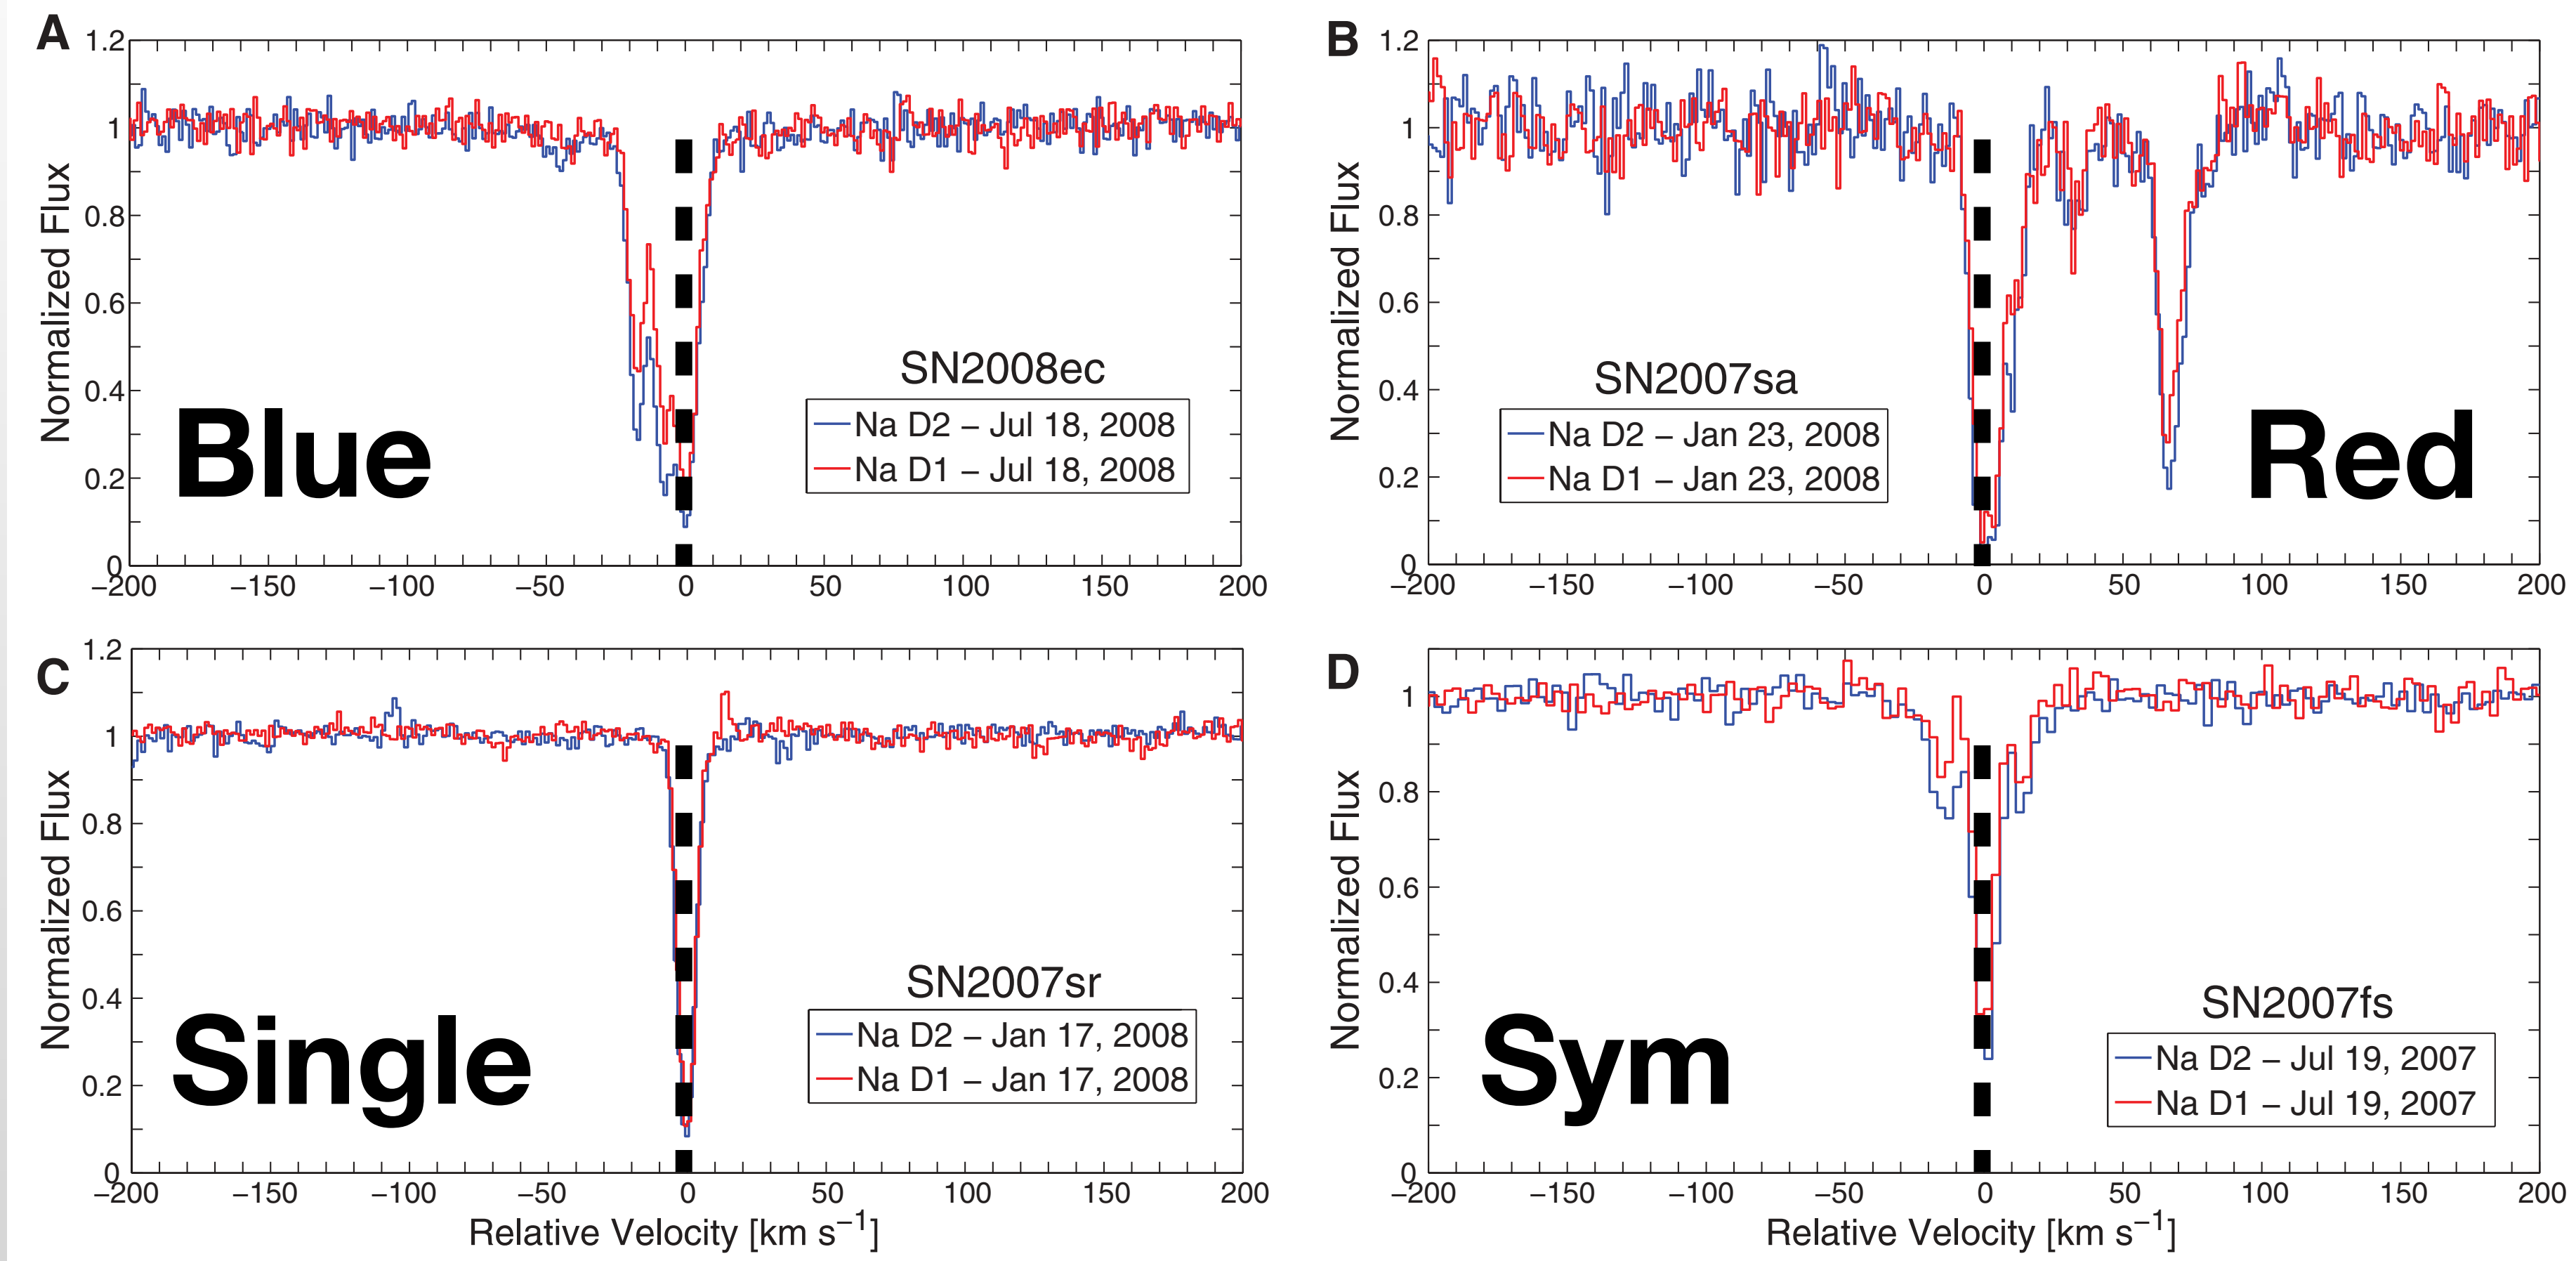 A
1.2
1
0.8
0.6
0.4
0.2
0
Normalized Flux
−200 −150 −100 −50 0 50 100 150 200
SN2008ec
Na D2 − Jul 18, 2008
Na D1 − Jul 18, 2008
Blue
B
1.2
1
0.8
0.6
0.4
0.2
0
Normalized Flux
−200 −150 −100 −50 0 50 100 150 200
SN2007sa
Na D2 − Jan 23, 2008
Na D1 − Jan 23, 2008
Red
C
1.2
1
0.8
0.6
0.4
0.2
0
Normalized Flux
−200 −150 −100 −50 0 50 100 150 200
Relative Velocity [km s⁻¹]
SN2007sr
Na D2 − Jan 17, 2008
Na D1 − Jan 17, 2008
Single
D
1
0.8
0.6
0.4
0.2
0
Normalized Flux
−200 −150 −100 −50 0 50 100 150 200
Relative Velocity [km s⁻¹]
SN2007fs
Na D2 − Jul 19, 2007
Na D1 − Jul 19, 2007
Sym